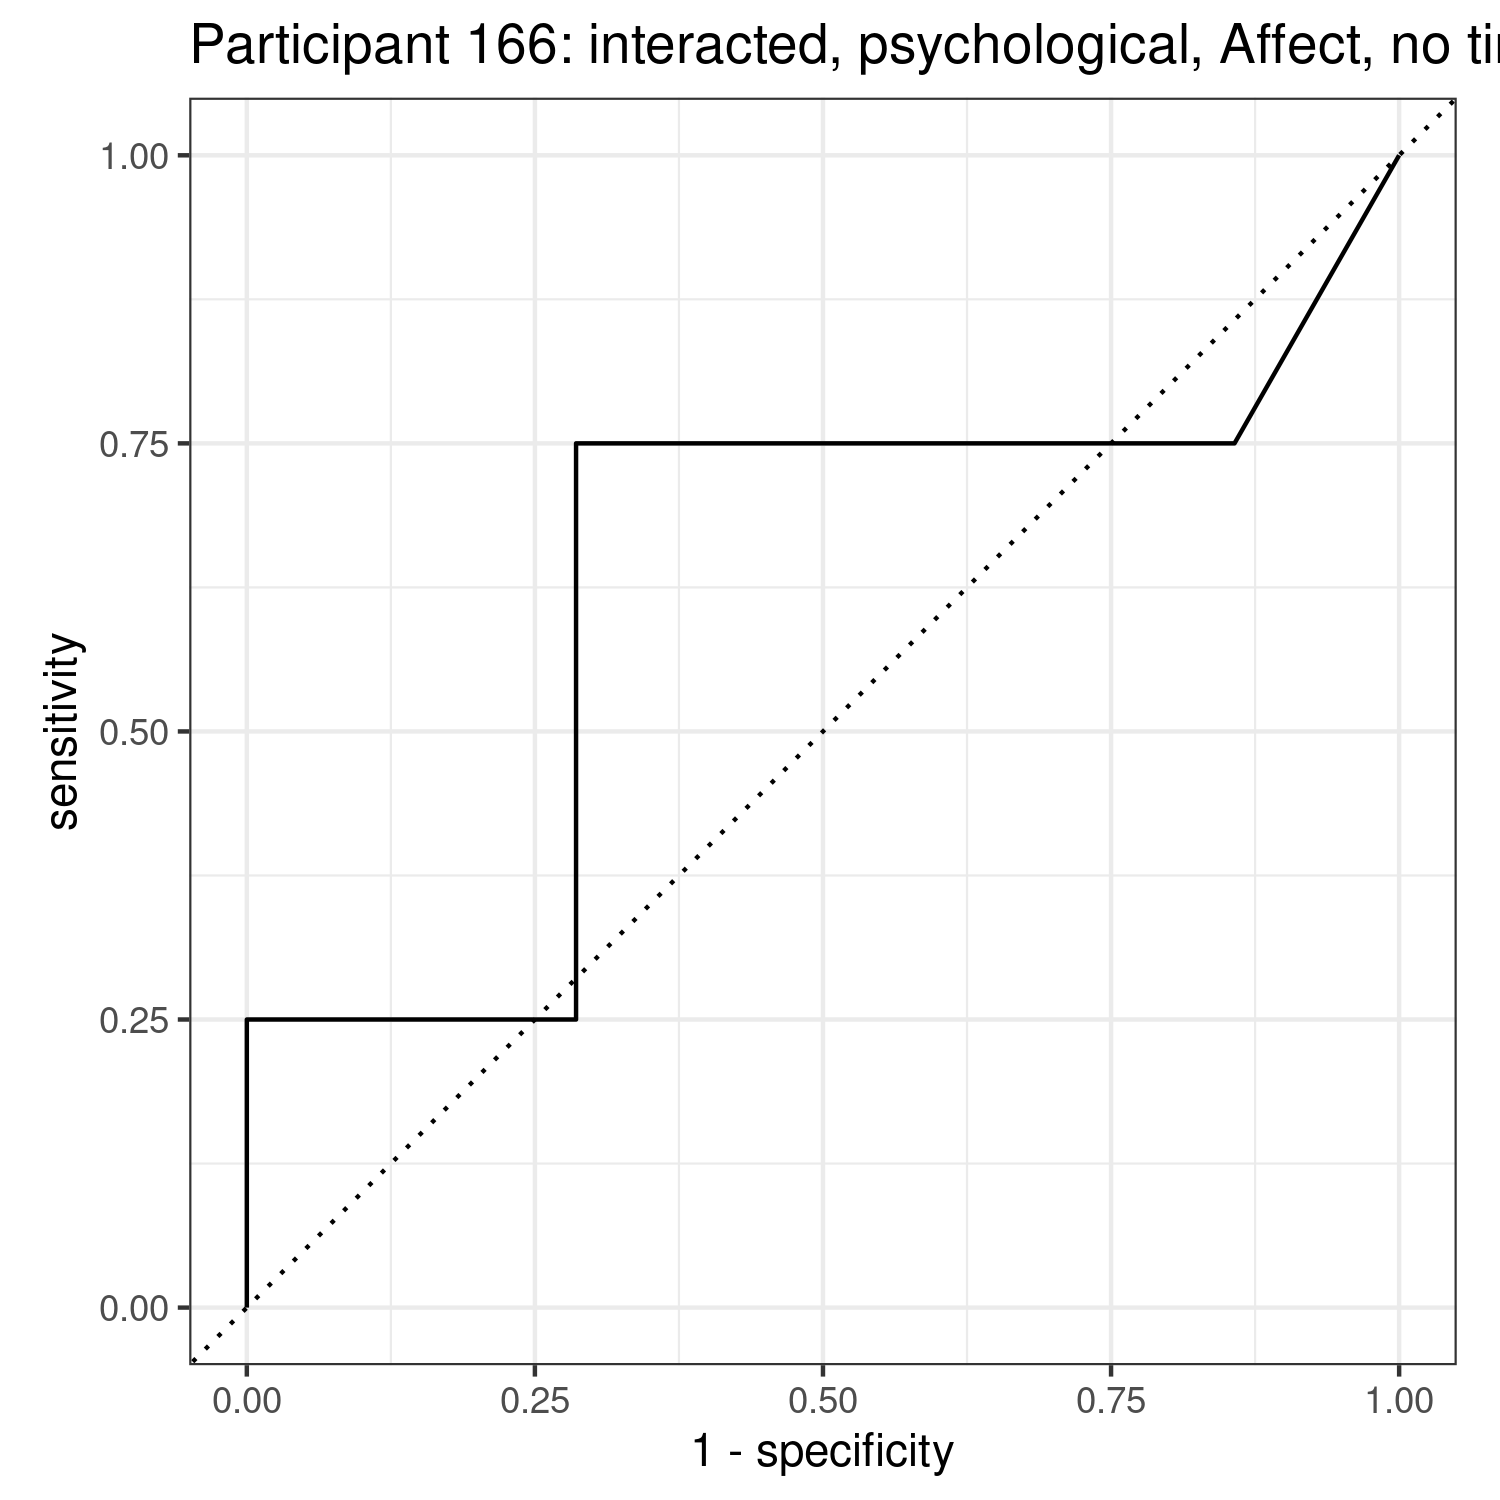 Participant 166: interacted, psychological, Affect, no
1.00
0.75
0.50
0.25
0.00
sensitivity
0.00 0.25 0.50 0.75 1.00
1 - specificity